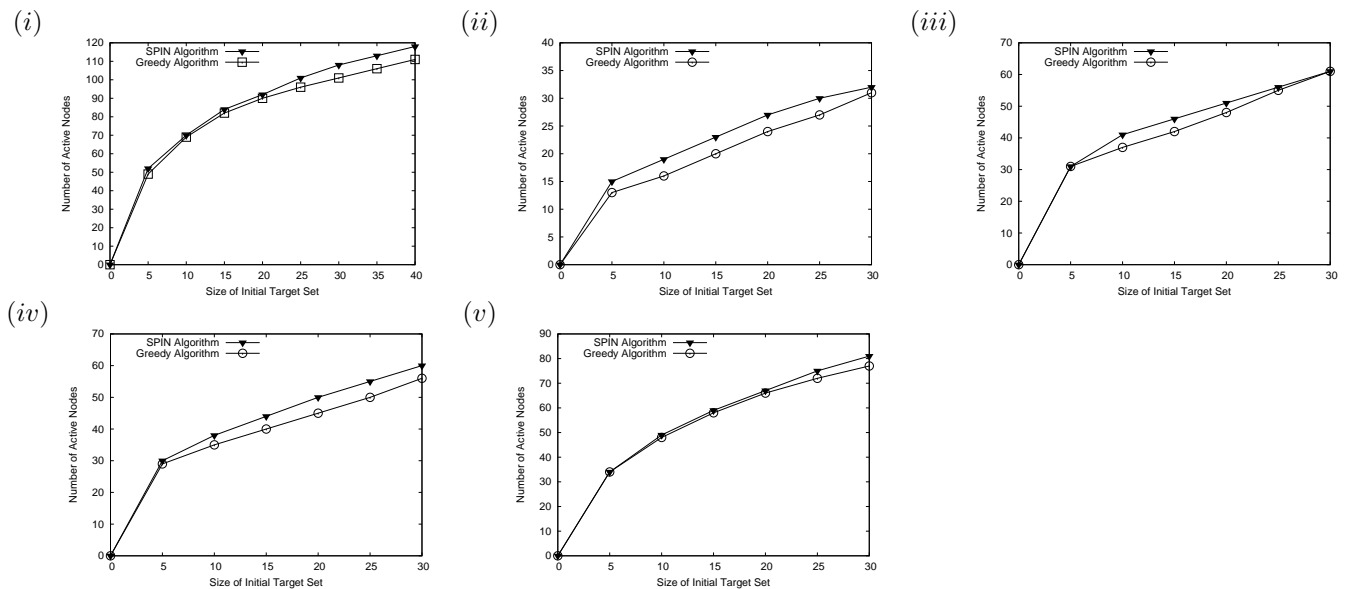 (i)
SPIN Algorithm
Greedy Algorithm
120
110
100
90
80
70
60
50
40
30
20
10
0
Number of Active Nodes
0 5 10 15 20 25 30 35 40
Size of Initial Target Set
(ii)
SPIN Algorithm
Greedy Algorithm
40
35
30
25
20
15
10
5
0
Number of Active Nodes
0 5 10 15 20 25 30
Size of Initial Target Set
(iii)
SPIN Algorithm
Greedy Algorithm
70
60
50
40
30
20
10
0
Number of Active Nodes
0 5 10 15 20 25 30
Size of Initial Target Set
(iv)
SPIN Algorithm
Greedy Algorithm
70
60
50
40
30
20
10
0
Number of Active Nodes
0 5 10 15 20 25 30
Size of Initial Target Set
(v)
SPIN Algorithm
Greedy Algorithm
90
80
70
60
50
40
30
20
10
0
Number of Active Nodes
0 5 10 15 20 25 30
Size of Initial Target Set